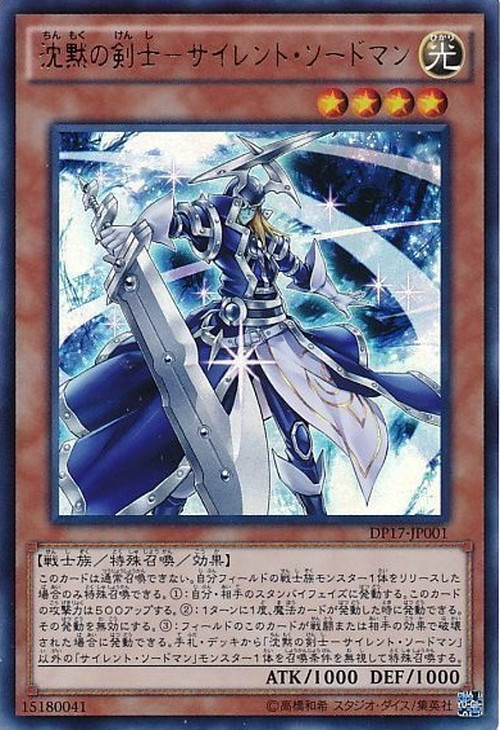 沈黙の剣士－サイレント・ソードマン
光
DP17-JP001
【戦士族／特殊召喚／効果】
このカードは通常召喚できない。自分フィールドの戦士族モンスター1体をリリースした
場合のみ特殊召喚できる。①：自分・相手のスタンバイフェイズに発動する。このカード
の攻撃力は500アップする。②：1ターンに1度、魔法カードが発動した時に発動できる。
その発動を無効にする。③：フィールドのこのカードが戦闘または相手の効果で破壊
された場合に発動できる。手札・デッキから「沈黙の剣士－サイレント・ソードマン」
以外の「サイレント・ソードマン」モンスター1体を召喚条件を無視して特殊召喚する。
ATK/1000 DEF/1000
15180041 ©高橋和希 スタジオ・ダイス/集英社